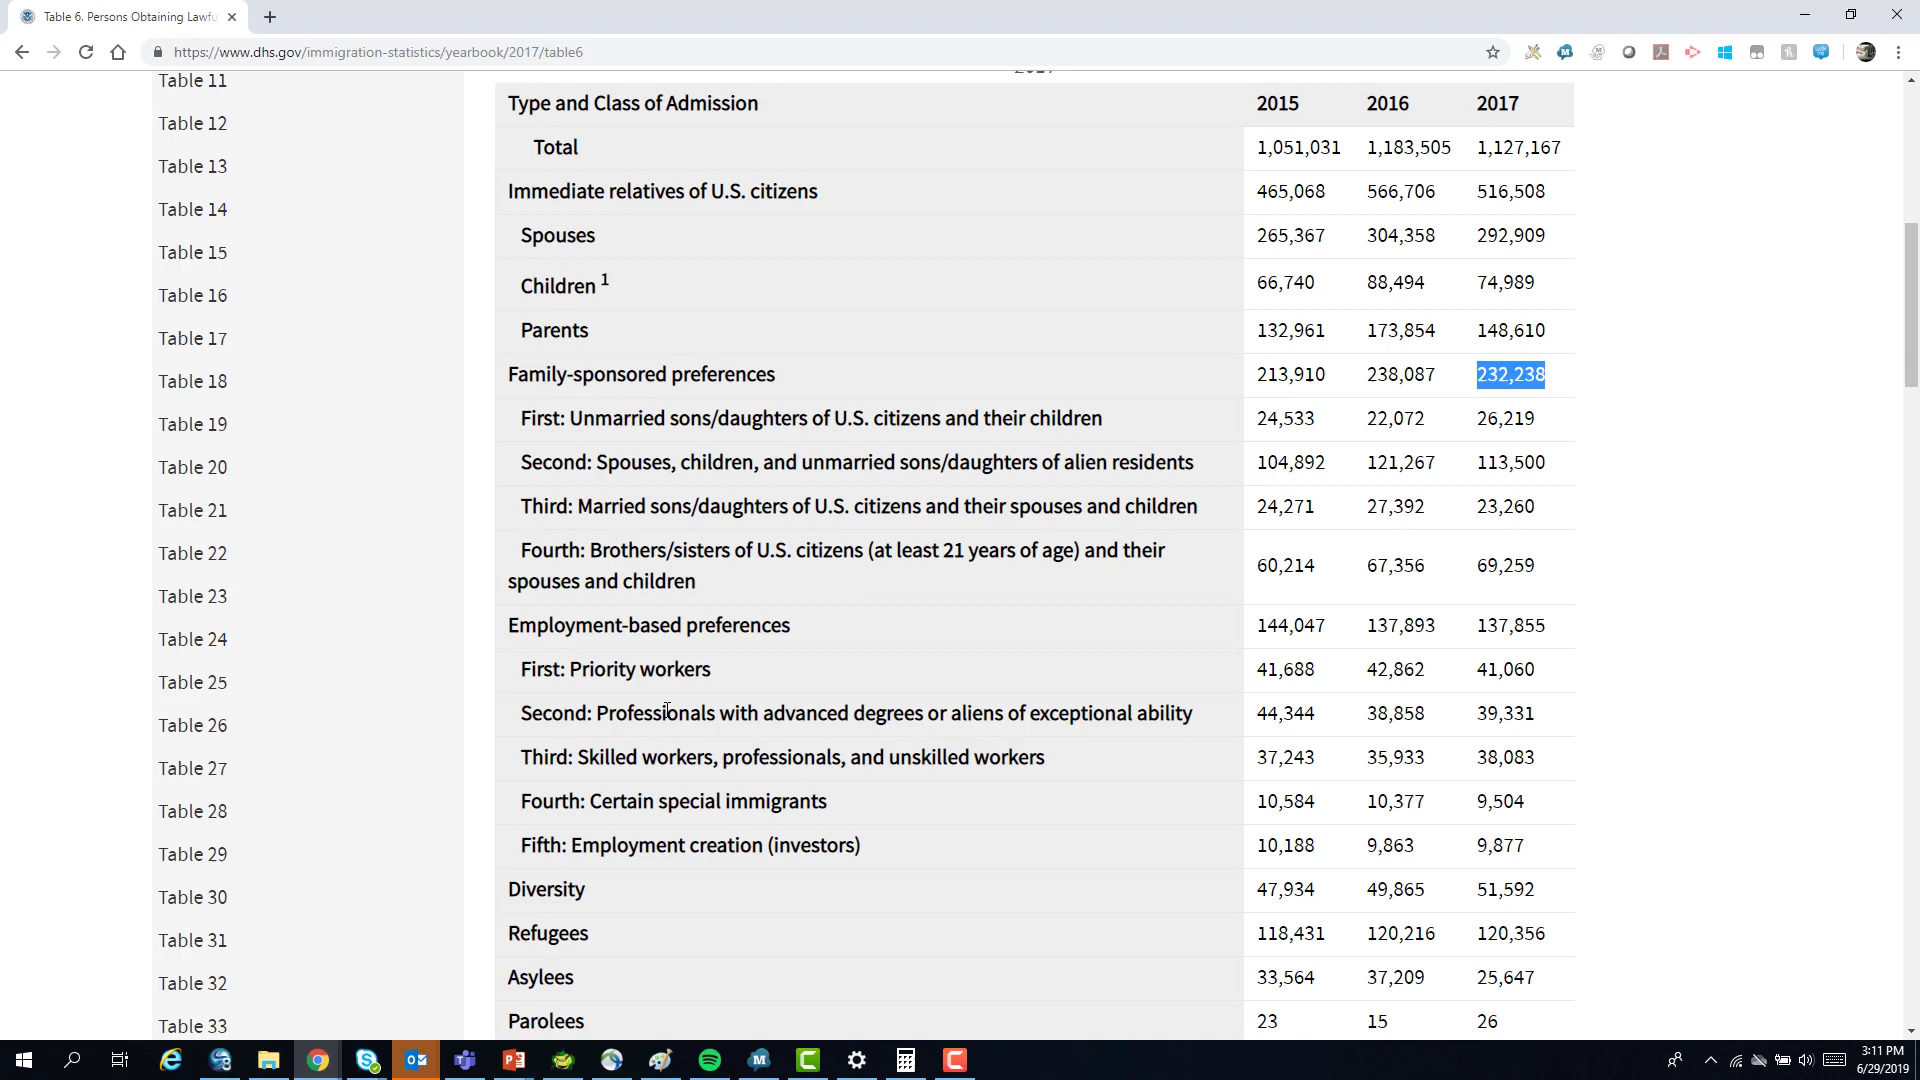 Table 6. Persons Obtaining Lawfu
https://www.dhs.gov/immigration-statistics/yearbook/2017/table6
Table 11
Table 12
Table 13
Table 14
Table 15
Table 16
Table 17
Table 18
Table 19
Table 20
Table 21
Table 22
Table 23
Table 24
Table 25
Table 26
Table 27
Table 28
Table 29
Table 30
Table 31
Table 32
Table 33
Type and Class of Admission 2015 2016 2017
Total 1,051,031 1,183,505 1,127,167
Immediate relatives of U.S. citizens 465,068 566,706 516,508
Spouses 265,367 304,358 292,909
Children 1 66,740 88,494 74,989
Parents 132,961 173,854 148,610
Family-sponsored preferences 213,910 238,087 232,238
First: Unmarried sons/daughters of U.S. citizens and their children 24,533 22,072 26,219
Second: Spouses, children, and unmarried sons/daughters of alien residents 104,892 121,267 113,500
Third: Married sons/daughters of U.S. citizens and their spouses and children 24,271 27,392 23,260
Fourth: Brothers/sisters of U.S. citizens (at least 21 years of age) and their
spouses and children 60,214 67,356 69,259
Employment-based preferences 144,047 137,893 137,855
First: Priority workers 41,688 42,862 41,060
Second: Professionals with advanced degrees or aliens of exceptional ability 44,344 38,858 39,331
Third: Skilled workers, professionals, and unskilled workers 37,243 35,933 38,083
Fourth: Certain special immigrants 10,584 10,377 9,504
Fifth: Employment creation (investors) 10,188 9,863 9,877
Diversity 47,934 49,865 51,592
Refugees 118,431 120,216 120,356
Asylees 33,564 37,209 25,647
Parolees 23 15 26
3:11 PM
6/29/2019